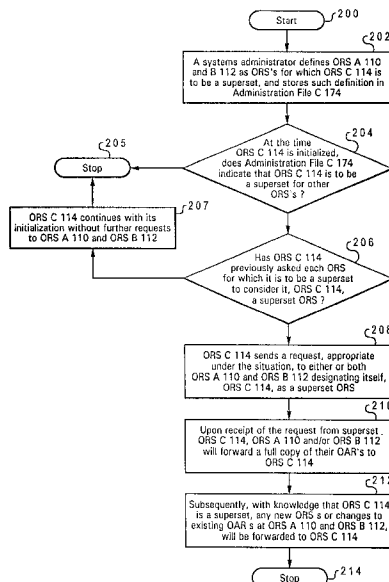 Start
200
202
A systems administrator defines ORS A 110
and B 112 as ORS's for which ORS C 114 is
to be a superset, and stores such definition in
Administration File C 174
204
At the time
ORS C 114 is initialized,
does Administration File C 174
indicate that ORS C 114 is to be
a superset for other
ORS's ?
205
Stop
207
ORS C 114 continues with its
initialization without further requests
to ORS A 110 and ORS B 112
206
Has ORS C 114
previously asked each ORS
for which it is to be a superset
to consider it, ORS C 114,
a superset ORS ?
208
ORS C 114 sends a request, appropriate
under the situation, to either or both
ORS A 110 and ORS B 112 designating itself,
ORS C 114, as a superset ORS
210
Upon receipt of the request from superset
ORS C 114, ORS A 110 and/or ORS B 112
will forward a full copy of their OAR's to
ORS C 114
212
Subsequently, with knowledge that ORS C 114
is a superset, any new ORS s or changes to
existing OAR s at ORS A 110 and ORS B 112,
will be forwarded to ORS C 114
Stop
214